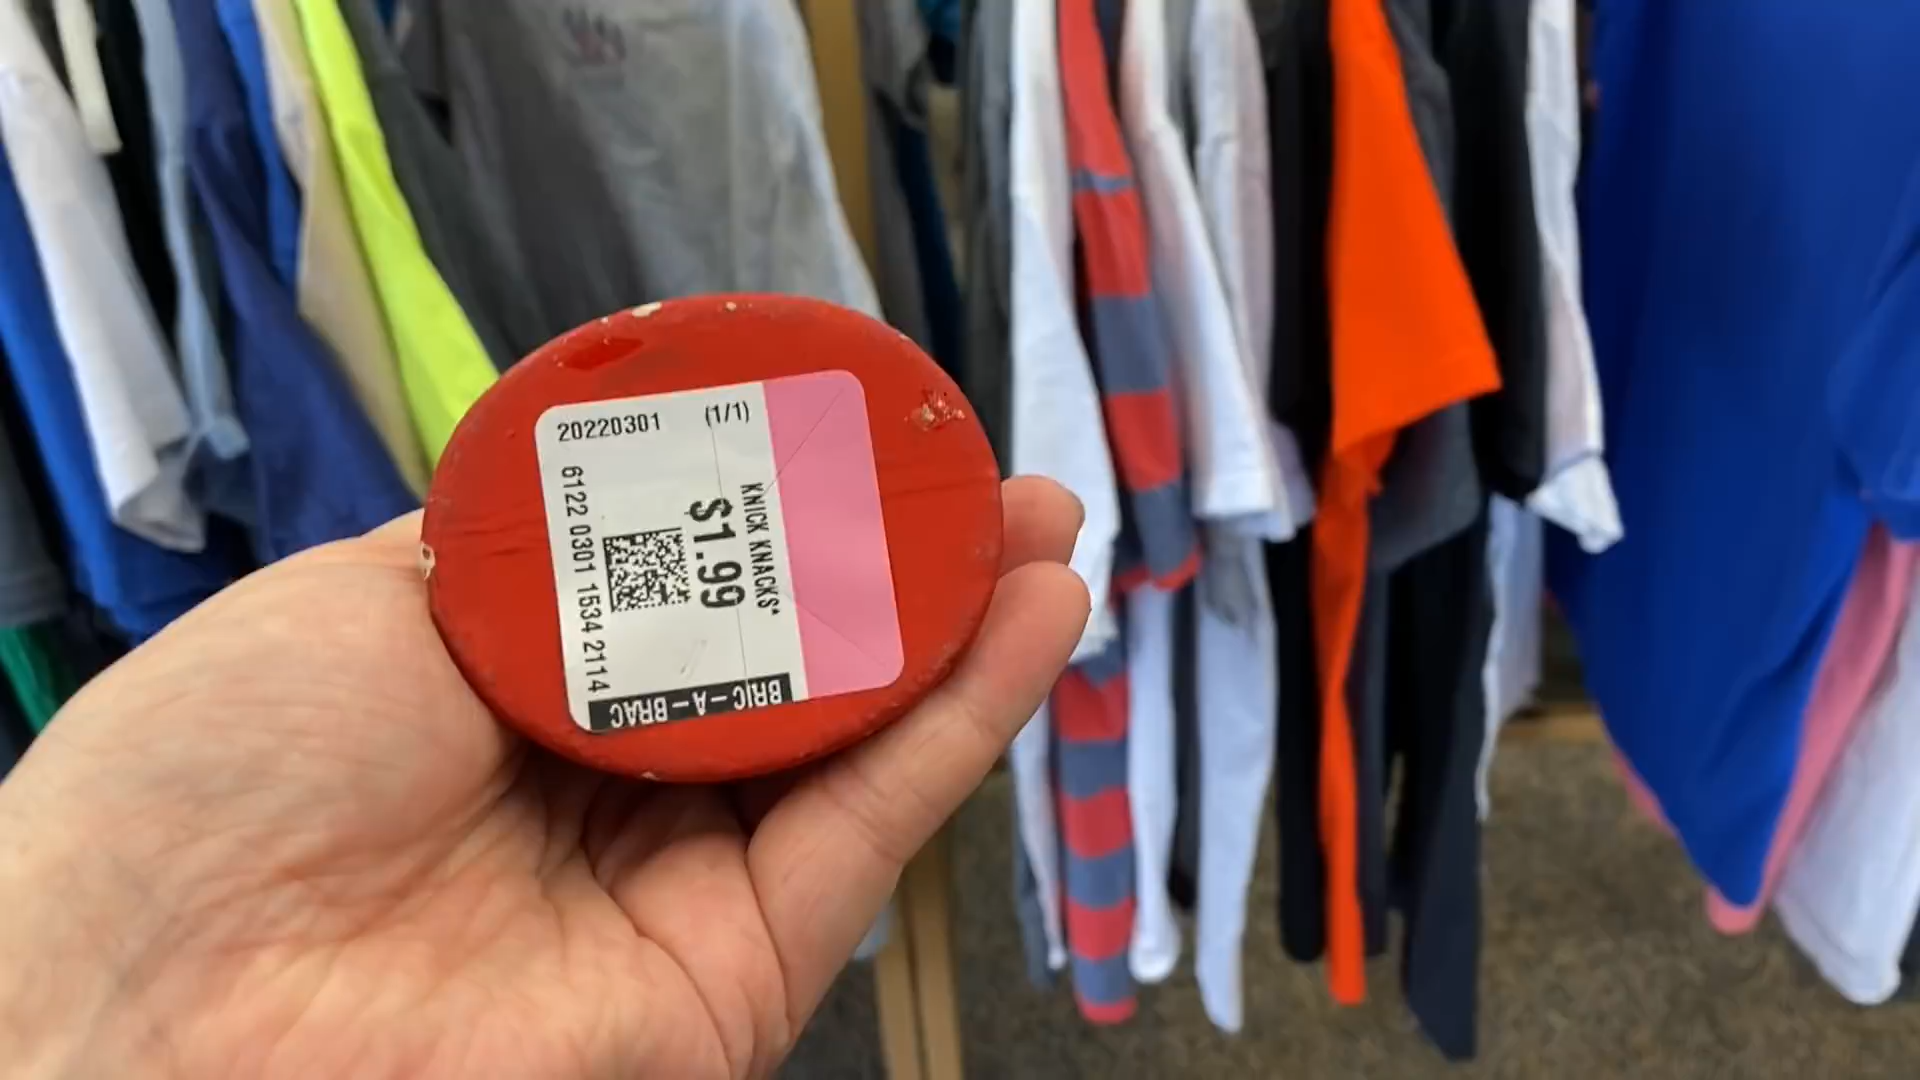 20220301 (1/1)
KNICK KNACKS*
$1.99
6122 0301 1534 2114
BRIC-A-BRAC